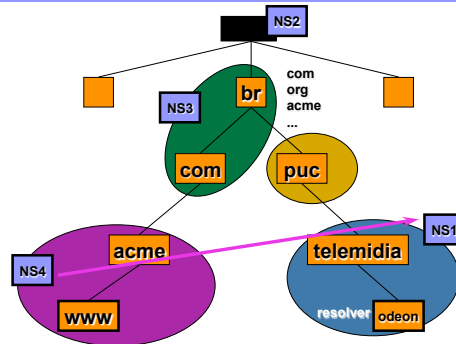 NS2
com
org
acme
...
br
NS3
com
puc
NS1
acme
telemidia
NS4
www
resolver
odeon